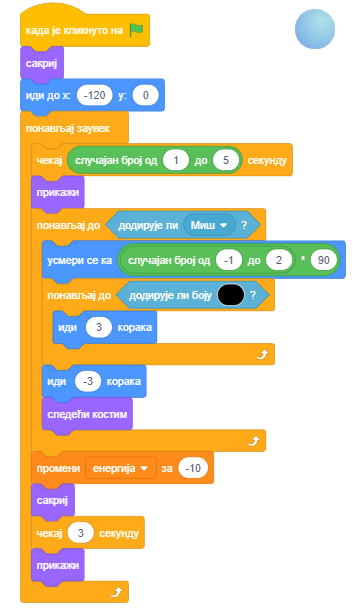 када је кликнуто на
сакриј
иди до x: -120 y: 0
понављај заувек
чекај случајан број од 1 до 5 секунду
прикажи
понављај до додирује ли Миш ?
усмери се ка случајан број од -1 до 2 * 90
понављај до додирује ли боју ?
иди 3 корака
иди -3 корака
следећи костим
промени енергија за -10
сакриј
чекај 3 секунду
прикажи